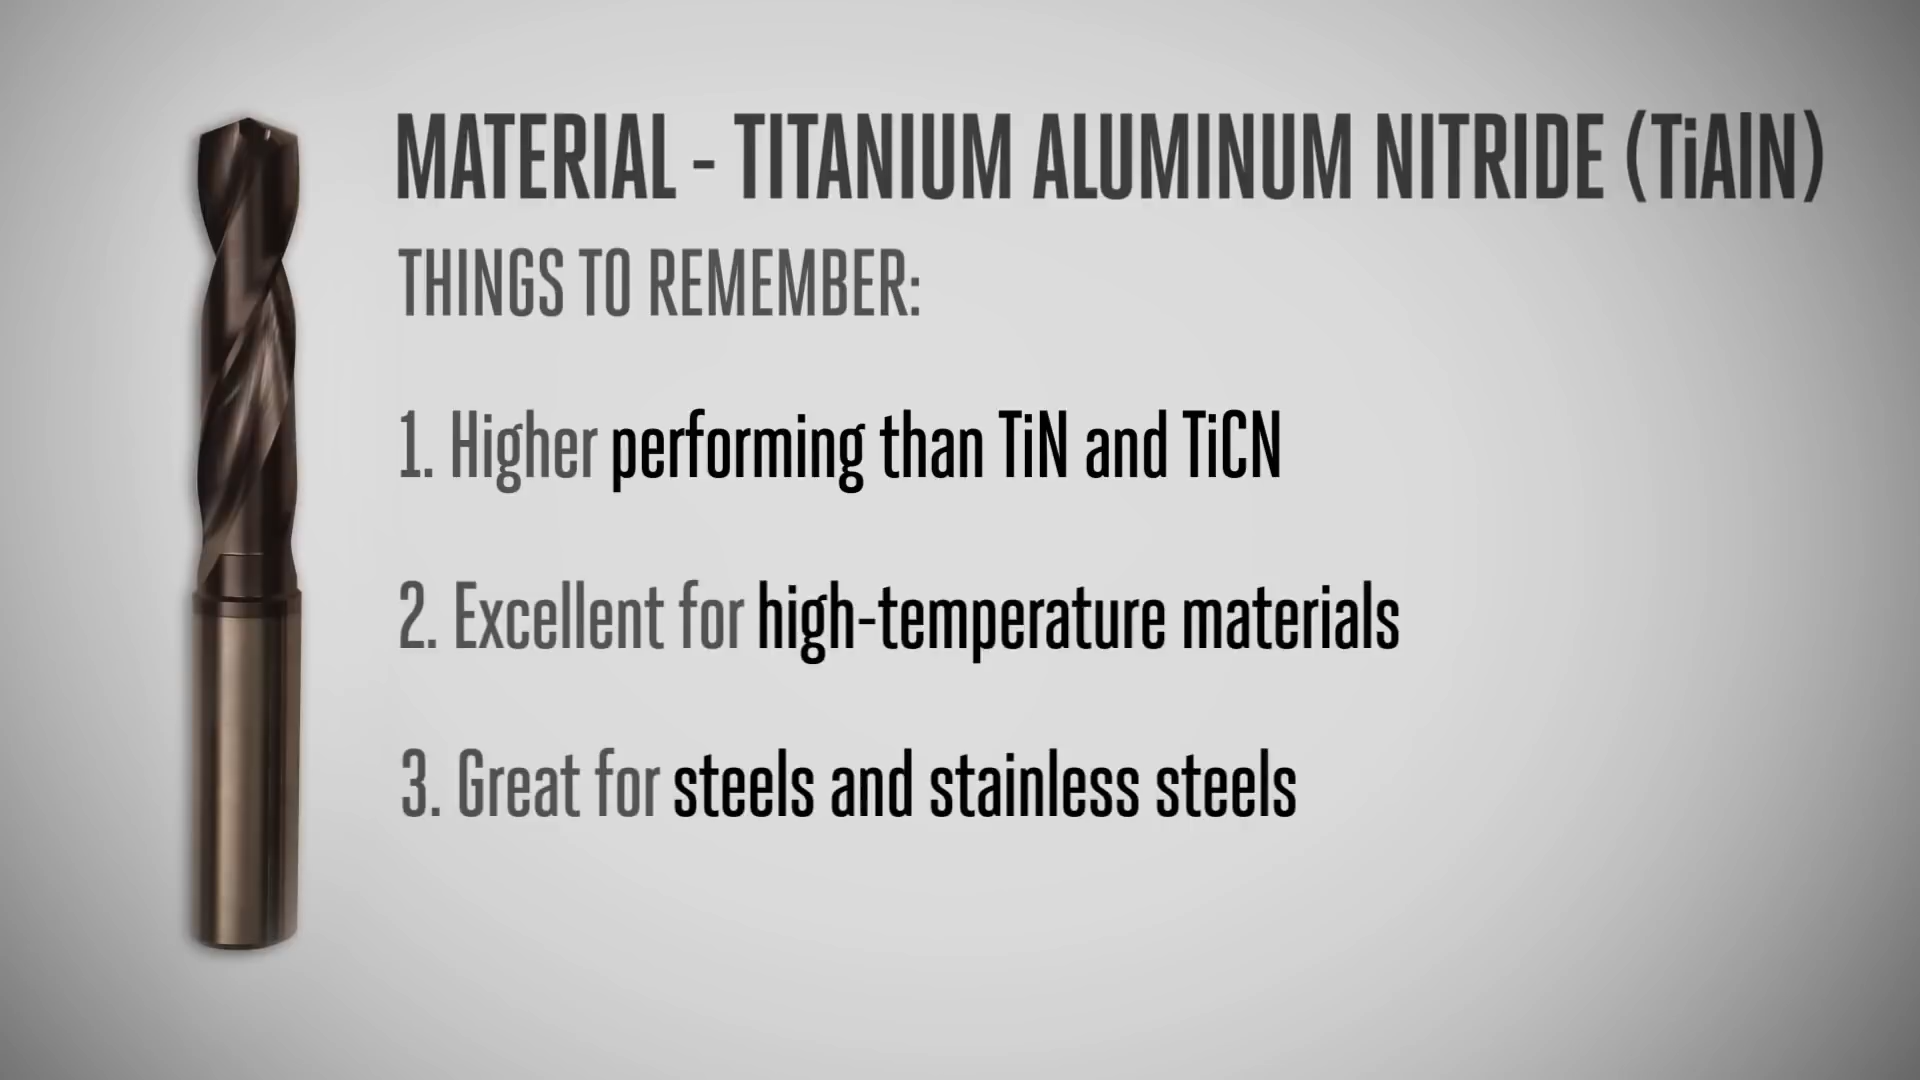 MATERIAL - TITANIUM ALUMINUM NITRIDE (TiAlN)
THINGS TO REMEMBER:
1. Higher performing than TiN and TiCN
2. Excellent for high-temperature materials
3. Great for steels and stainless steels